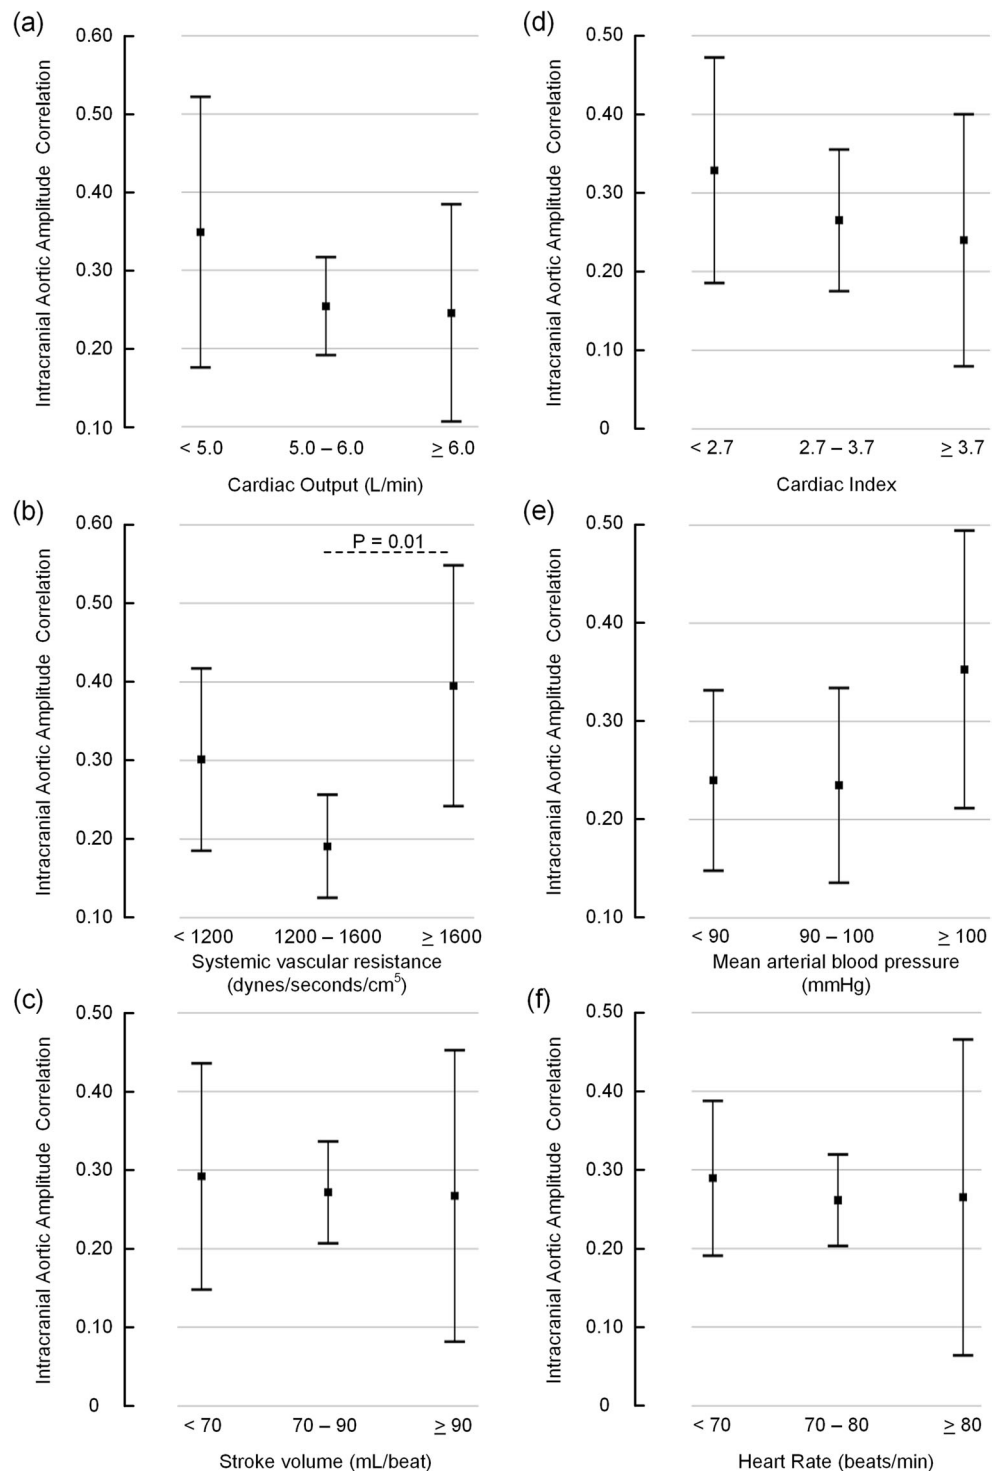 (a)
Intracranial Aortic Amplitude Correlation
0.60
0.50
0.40
0.30
0.20
0.10
< 5.0 5.0 – 6.0 ≥ 6.0
Cardiac Output (L/min)
(d)
Intracranial Aortic Amplitude Correlation
0.50
0.40
0.30
0.20
0.10
0
< 2.7 2.7 – 3.7 ≥ 3.7
Cardiac Index
(b)
Intracranial Aortic Amplitude Correlation
0.60
0.50
0.40
0.30
0.20
0.10
P = 0.01
< 1200 1200 – 1600 ≥ 1600
Systemic vascular resistance
(dynes/seconds/cm⁵)
(e)
Intracranial Aortic Amplitude Correlation
0.50
0.40
0.30
0.20
0.10
< 90 90 – 100 ≥ 100
Mean arterial blood pressure
(mmHg)
(c)
Intracranial Aortic Amplitude Correlation
0.50
0.40
0.30
0.20
0.10
0
< 70 70 – 90 ≥ 90
Stroke volume (mL/beat)
(f)
Intracranial Aortic Amplitude Correlation
0.50
0.40
0.30
0.20
0.10
0
< 70 70 – 80 ≥ 80
Heart Rate (beats/min)